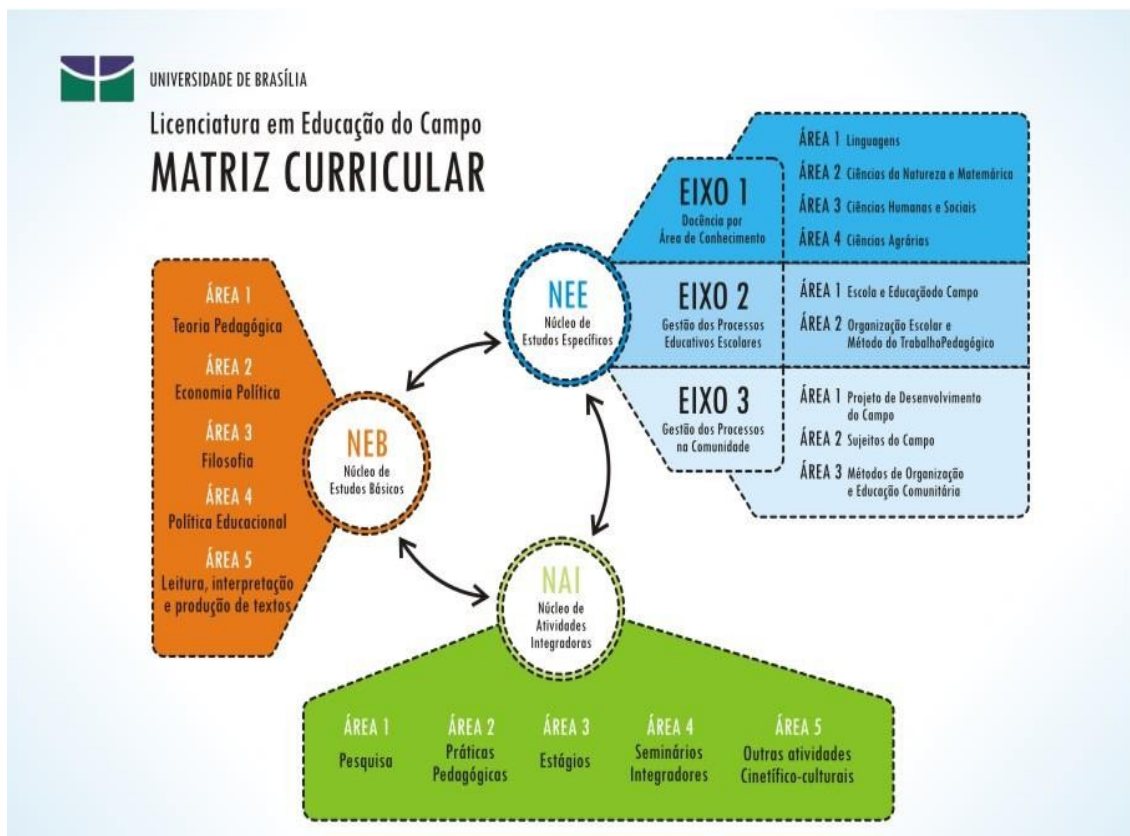 UNIVERSIDADE DE BRASÍLIA
Licenciatura em Educação do Campo
MATRIZ CURRICULAR
ÁREA 1
Teoria Pedagógica
ÁREA 2
Economia Política
ÁREA 3
Filosofia
ÁREA 4
Política Educacional
ÁREA 5
Leitura, interpretação
e produção de textos
NEB
Núcleo de
Estudos Básicos
NEE
Núcleo de
Estudos Específicos
EIXO 1
Docência por
Área de Conhecimento
ÁREA 1 Linguagens
ÁREA 2 Ciências da Natureza e Matemárica
ÁREA 3 Ciências Humanas e Sociais
ÁREA 4 Ciências Agrárias
EIXO 2
Gestão dos Processos
Educativos Escolares
ÁREA 1 Escola e Educaçãodo Campo
ÁREA 2 Organização Escolar e
Método do TrabalhoPedagógico
EIXO 3
Gestão dos Processos
na Comunidade
ÁREA 1 Projeto de Desenvolvimento
do Campo
ÁREA 2 Sujeitos do Campo
ÁREA 3 Métodos de Organização
e Educação Comunitária
NAI
Núcleo de
Atividades
Integradoras
ÁREA 1
Pesquisa
ÁREA 2
Práticas
Pedagógicas
ÁREA 3
Estágios
ÁREA 4
Seminários
Integradores
ÁREA 5
Outras atividades
Cinetífico-culturais